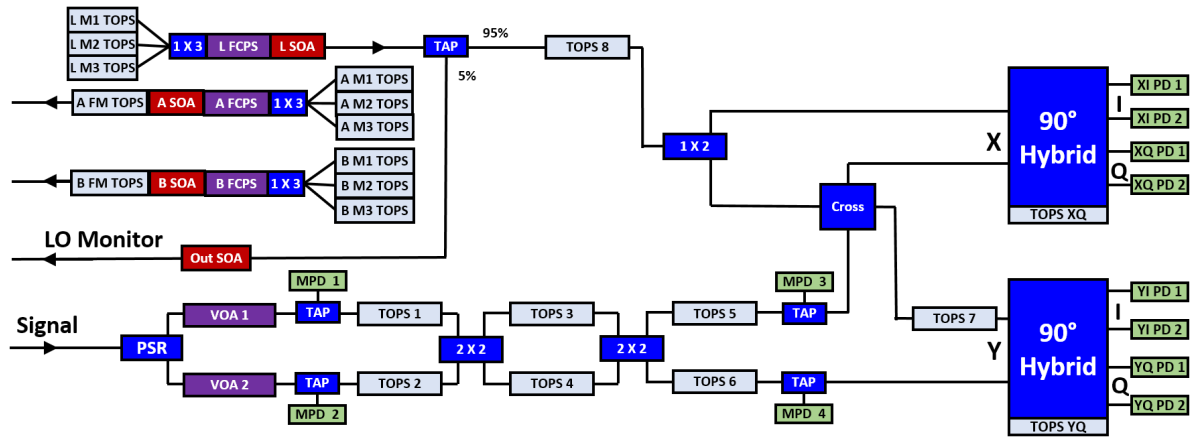 L M1 TOPS
L M2 TOPS
L M3 TOPS
1 X 3
L FCPS
L SOA
TAP
95%
5%
TOPS 8
A FM TOPS
A SOA
A FCPS
1 X 3
A M1 TOPS
A M2 TOPS
A M3 TOPS
B FM TOPS
B SOA
B FCPS
1 X 3
B M1 TOPS
B M2 TOPS
B M3 TOPS
1 X 2
Cross
X
90°
Hybrid
TOPS XQ
XI PD 1
I
XI PD 2
XQ PD 1
Q
XQ PD 2
LO Monitor
Out SOA
Signal
PSR
VOA 1
VOA 2
MPD 1
TAP
TAP
MPD 2
TOPS 1
TOPS 2
2 X 2
TOPS 3
TOPS 4
2 X 2
TOPS 5
TOPS 6
MPD 3
TAP
TAP
MPD 4
TOPS 7
Y
90°
Hybrid
TOPS YQ
YI PD 1
I
YI PD 2
YQ PD 1
Q
YQ PD 2